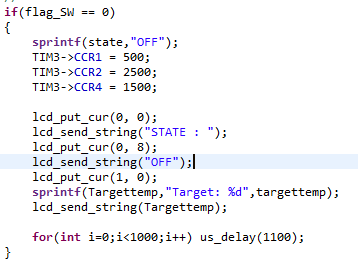 if(flag_SW == 0)
{
sprintf(state,"OFF");
TIM3->CCR1 = 500;
TIM3->CCR2 = 2500;
TIM3->CCR4 = 1500;
lcd_put_cur(0, 0);
lcd_send_string("STATE : ");
lcd_put_cur(0, 8);
lcd_send_string("OFF");
lcd_put_cur(1, 0);
sprintf(Targettemp,"Target: %d",targettemp);
lcd_send_string(Targettemp);
for(int i=0;i<1000;i++) us_delay(1100);
}